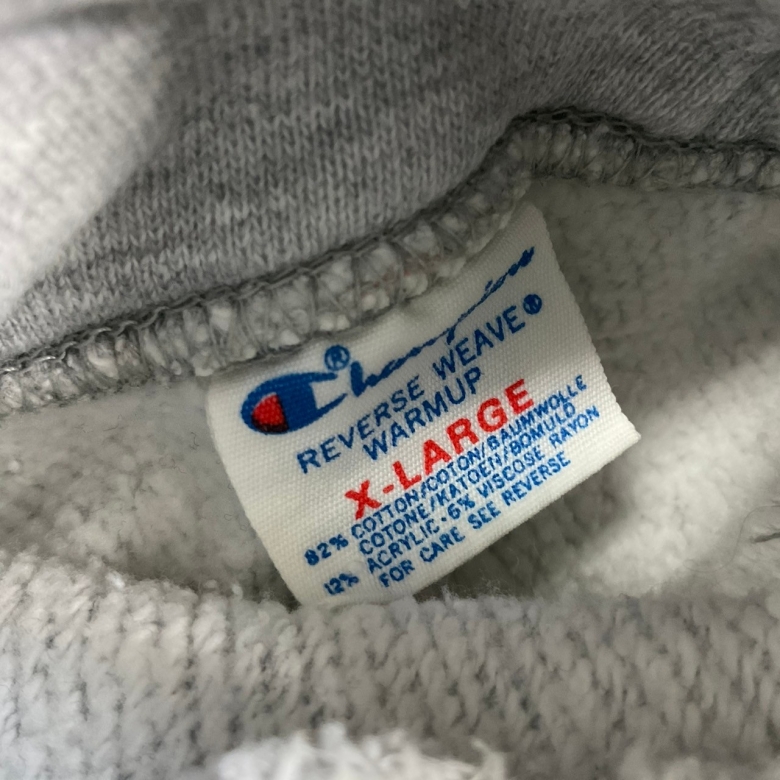 Champion®
REVERSE WEAVE®
WARMUP
X-LARGE
82% COTTON/COTON/BAUMWOLLE
COTONE/KATOEN/BOMULD
12% ACRYLIC·6% VISCOSE RAYON
FOR CARE SEE REVERSE